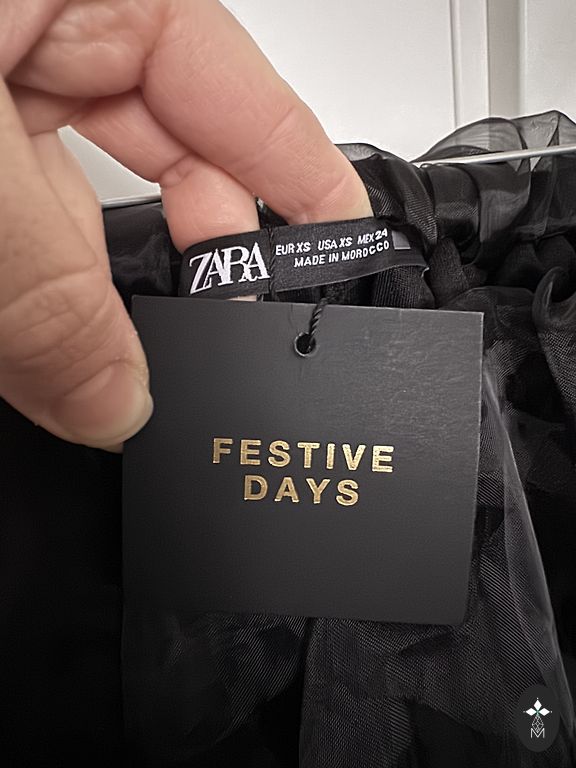 ZARA
EUR XS USA XS MEX 24
MADE IN MOROCCO
FESTIVE
DAYS
M